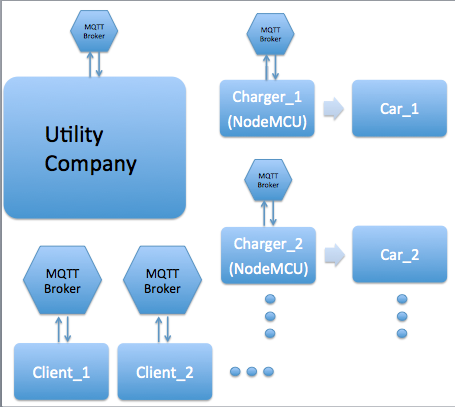 MQTT
Broker
Utility
Company
MQTT
Broker
Charger_1
(NodeMCU)
Car_1
MQTT
Broker
Charger_2
(NodeMCU)
Car_2
MQTT
Broker
Client_1
MQTT
Broker
Client_2